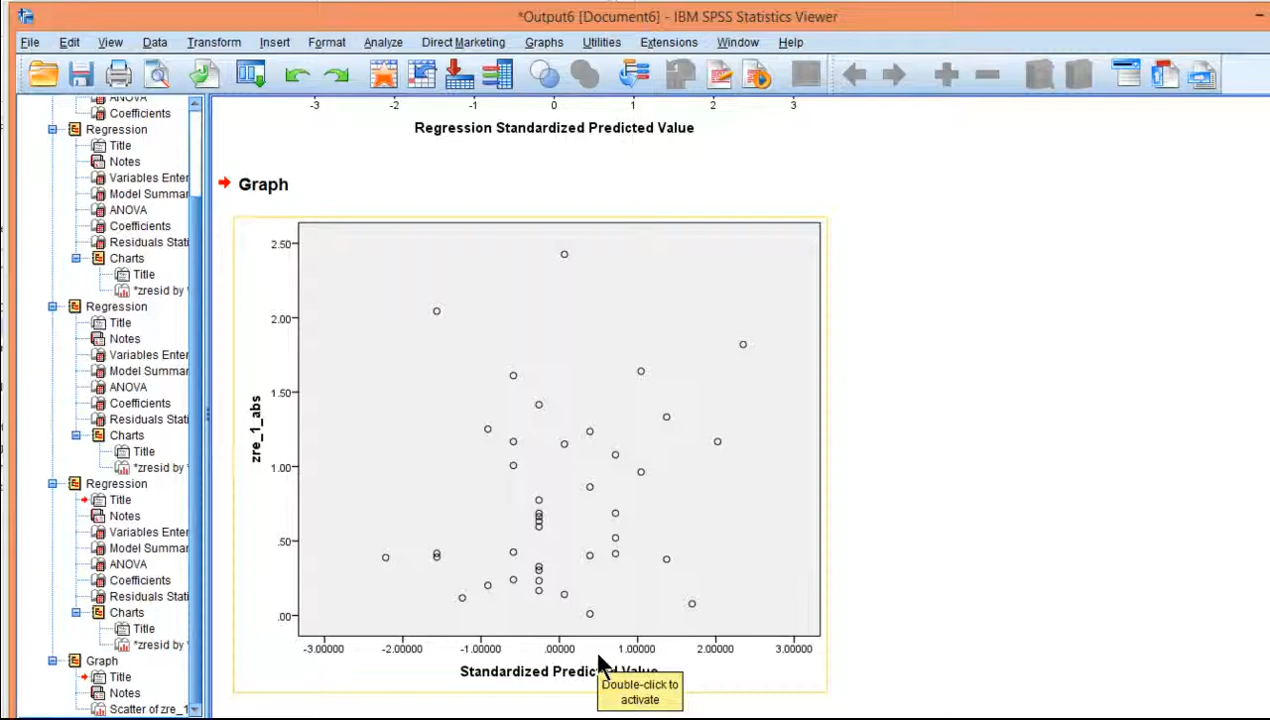 *Output6 [Document6] - IBM SPSS Statistics Viewer
File Edit View Data Transform Insert Format Analyze Direct Marketing Graphs Utilities Extensions Window Help
ANOVA
Coefficients
Regression
Title
Notes
Variables Enter
Model Summar
ANOVA
Coefficients
Residuals Stati
Charts
Title
*zresid by *
Regression
Title
Notes
Variables Enter
Model Summar
ANOVA
Coefficients
Residuals Stati
Charts
Title
*zresid by *
Regression
Title
Notes
Variables Enter
Model Summar
ANOVA
Coefficients
Residuals Stati
Charts
Title
*zresid by *
Graph
Title
Notes
Scatter of zre_1
-3 -2 -1 0 1 2 3
Regression Standardized Predicted Value
Graph
2.50
2.00
1.50
1.00
.50
.00
zre_1_abs
-3.00000 -2.00000 -1.00000 .00000 1.00000 2.00000 3.00000
Standardized Predicted Value
Double-click to
activate